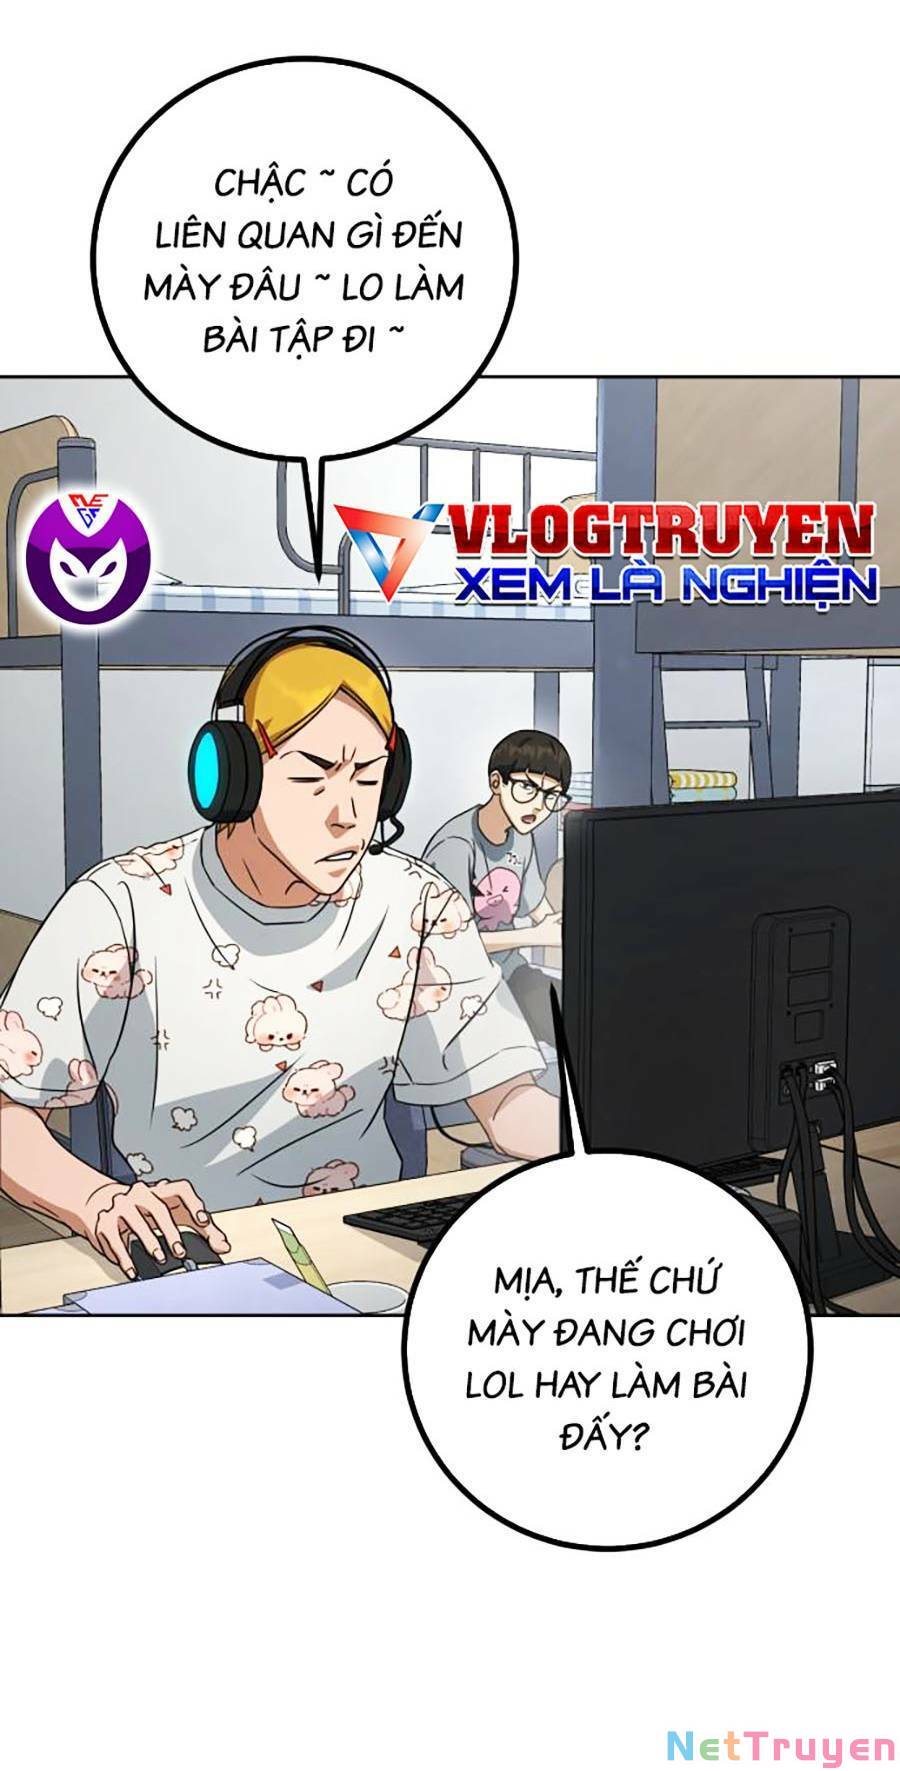 CHẬC ~ CÓ
LIÊN QUAN GÌ ĐẾN
MÀY ĐÂU ~ LO LÀM
BÀI TẬP ĐI ~
VLOGTRUYEN
XEM LÀ NGHIỆN
MỊA, THẾ CHỨ
MÀY ĐANG CHƠI
LOL HAY LÀM BÀI
ĐẤY?
NetTruyen